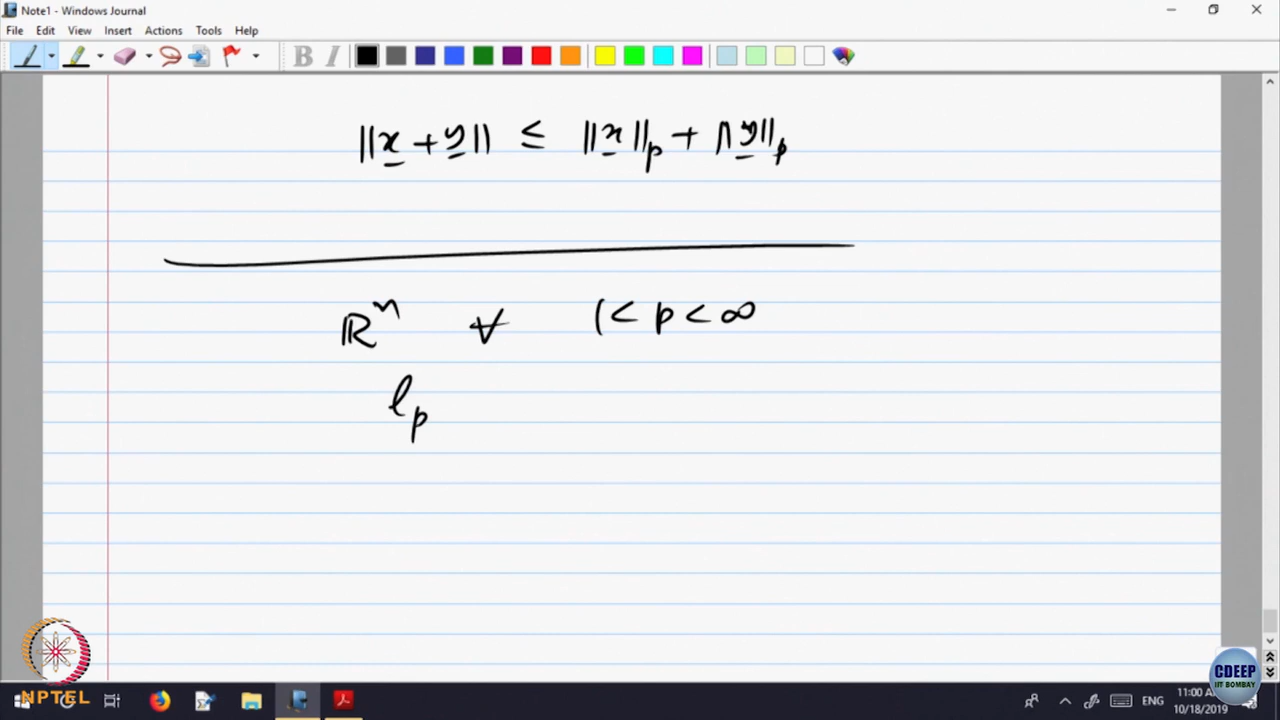 Note1 - Windows Journal
File Edit View Insert Actions Tools Help
B I
||x + y|| ≤ ||x||p + ||y||p
ℝⁿ ∀ 1 < p < ∞
ℓp
NPTEL
CDEEP
IIT BOMBAY
ENG
11:00 A
10/18/2019